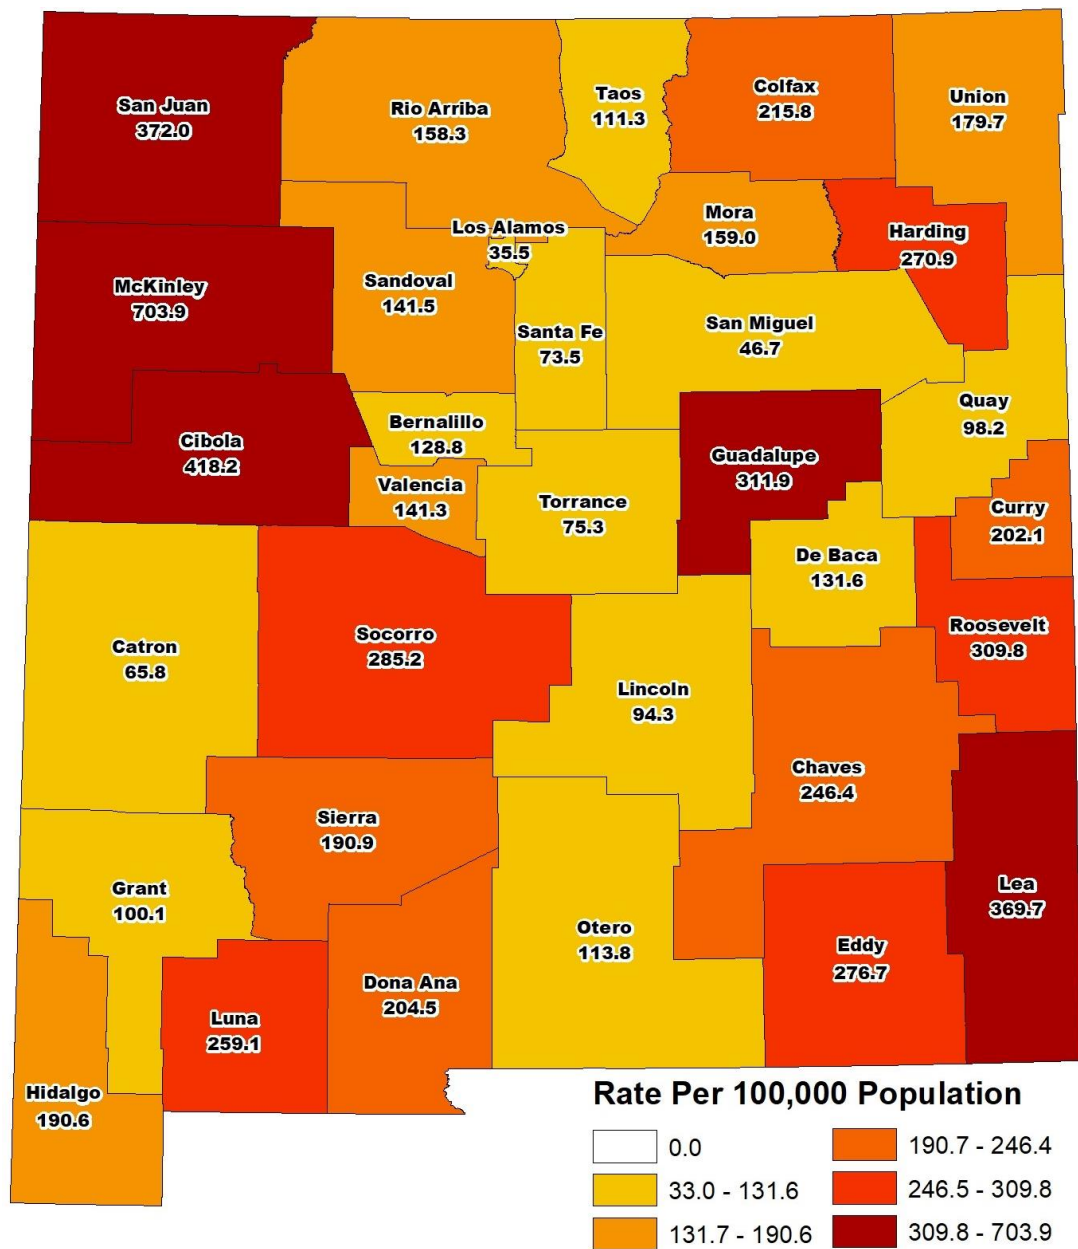 San Juan
372.0
Rio Arriba
158.3
Taos
111.3
Colfax
215.8
Union
179.7
Mora
159.0
Harding
270.9
Los Alamos
35.5
McKinley
703.9
Sandoval
141.5
Santa Fe
73.5
San Miguel
46.7
Quay
98.2
Bernalillo
128.8
Cibola
418.2
Guadalupe
311.9
Valencia
141.3
Torrance
75.3
Curry
202.1
De Baca
131.6
Roosevelt
309.8
Catron
65.8
Socorro
285.2
Lincoln
94.3
Chaves
246.4
Sierra
190.9
Grant
100.1
Lea
369.7
Otero
113.8
Eddy
276.7
Dona Ana
204.5
Luna
259.1
Hidalgo
190.6
Rate Per 100,000 Population
0.0
33.0 - 131.6
131.7 - 190.6
190.7 - 246.4
246.5 - 309.8
309.8 - 703.9